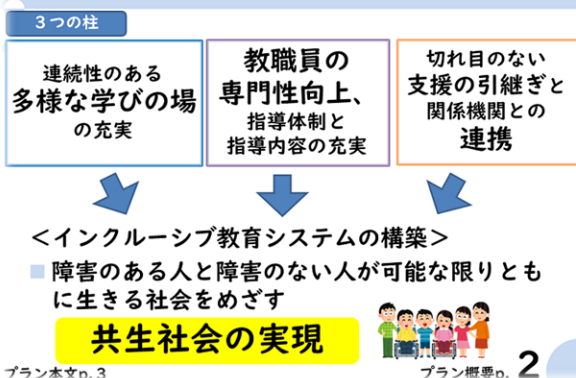 3つの柱
連続性のある
多様な学びの場
の充実
教職員の
専門性向上、
指導体制と
指導内容の充実
切れ目のない
支援の引継ぎと
関係機関との
連携
＜インクルーシブ教育システムの構築＞
障害のある人と障害のない人が可能な限りとも
に生きる社会をめざす
共生社会の実現
プラン本文p.3
プラン概要p. 2